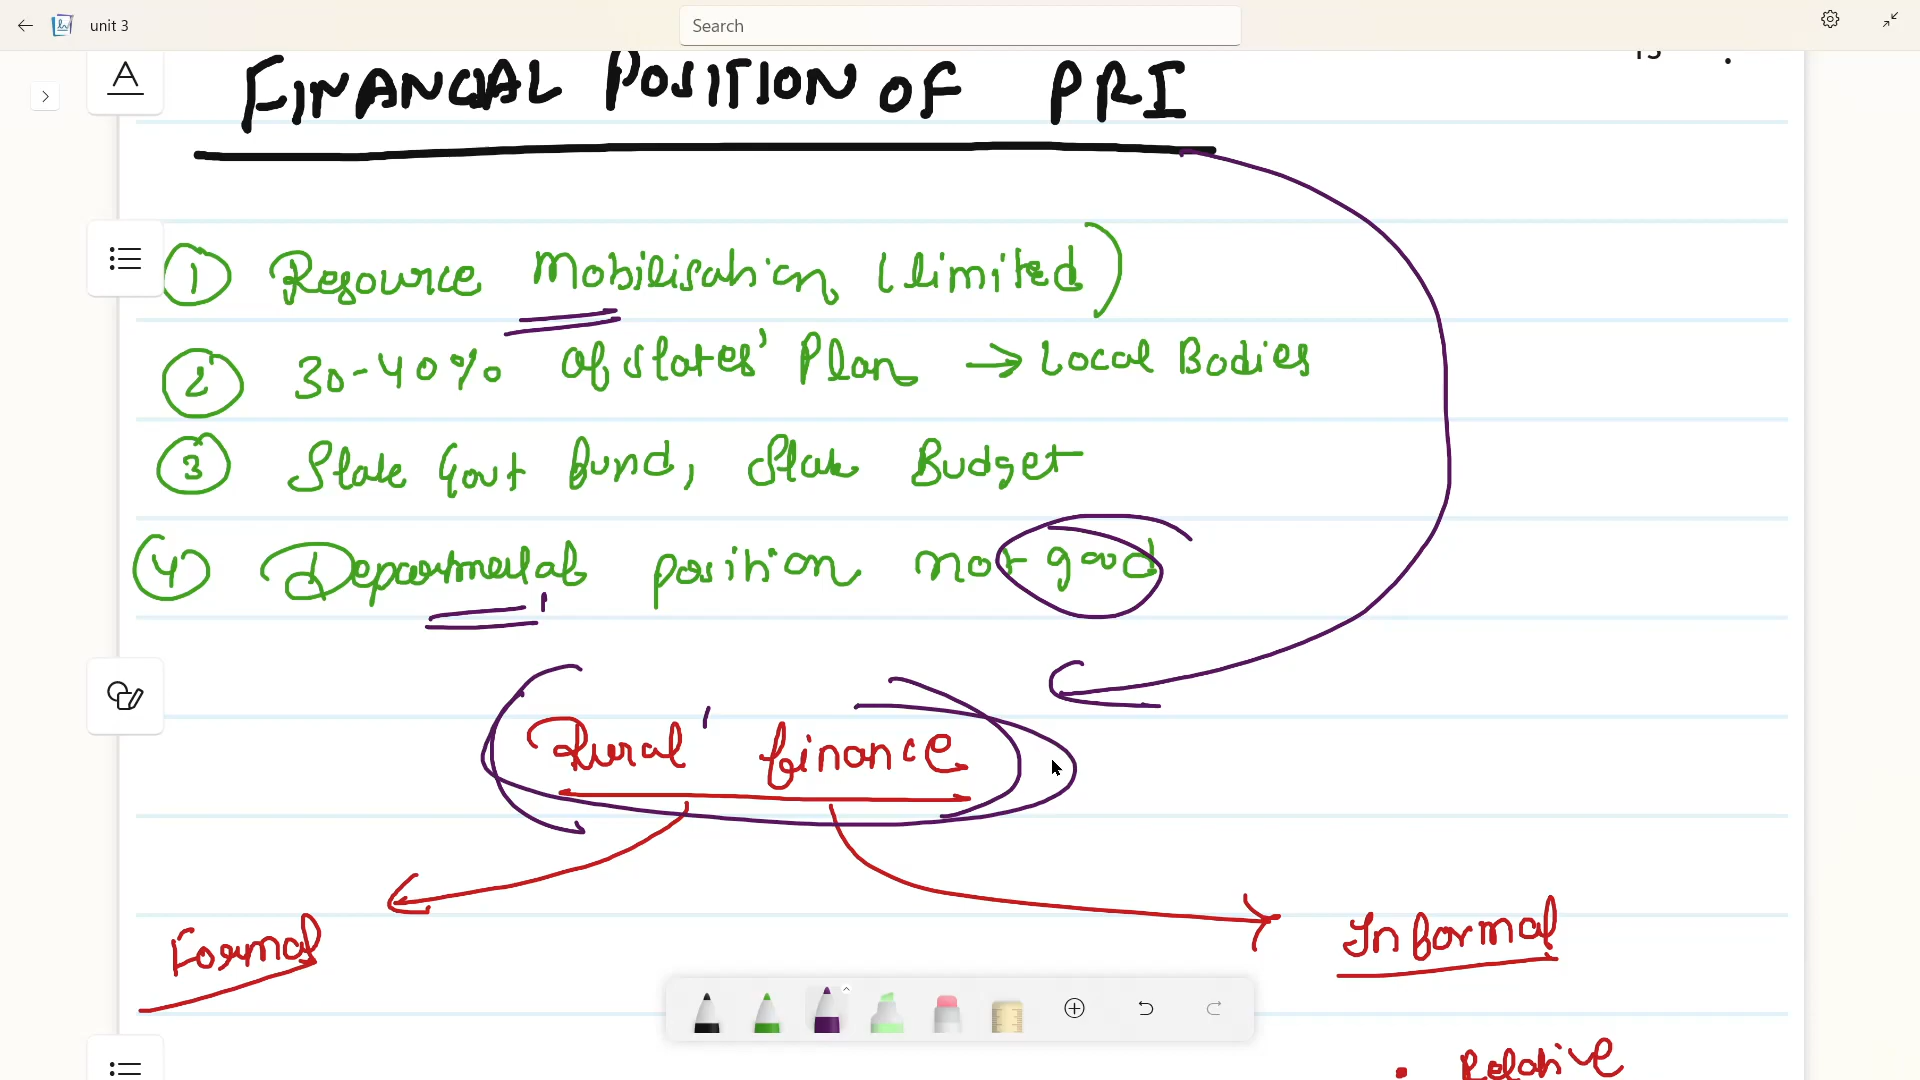 unit 3
Search
FINANCIAL POSITION OF PRI
① Resource Mobilisation (limited)
② 30-40% of States' Plan → Local Bodies
③ State Govt fund, State Budget
④ Departmental position not good
Rural finance
Formal
Informal
• Relative